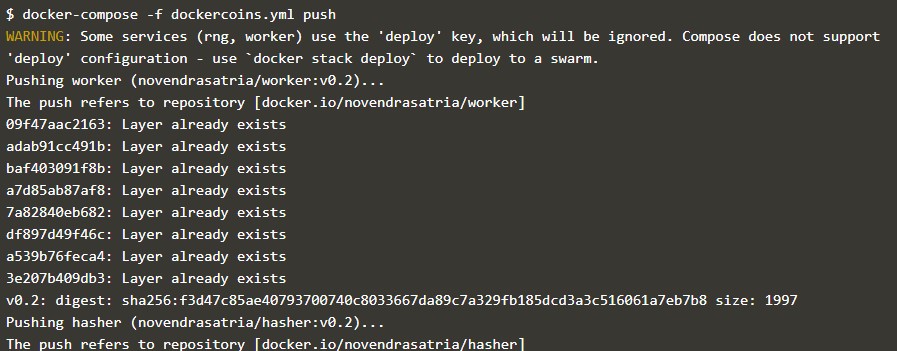 $ docker-compose -f dockercoins.yml push
WARNING: Some services (rng, worker) use the 'deploy' key, which will be ignored. Compose does not support
'deploy' configuration - use `docker stack deploy` to deploy to a swarm.
Pushing worker (novendrasatria/worker:v0.2)...
The push refers to repository [docker.io/novendrasatria/worker]
09f47aac2163: Layer already exists
adab91cc491b: Layer already exists
baf403091f8b: Layer already exists
a7d85ab87af8: Layer already exists
7a82840eb682: Layer already exists
df897d49f46c: Layer already exists
a539b76feca4: Layer already exists
3e207b409db3: Layer already exists
v0.2: digest: sha256:f3d47c85ae40793700740c8033667da89c7a329fb185dcd3a3c516061a7eb7b8 size: 1997
Pushing hasher (novendrasatria/hasher:v0.2)...
The push refers to repository [docker.io/novendrasatria/hasher]